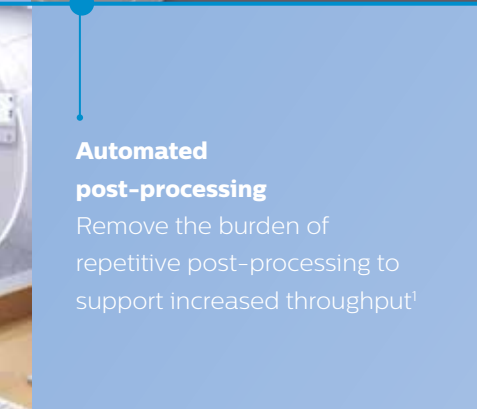 Automated
post-processing
Remove the burden of
repetitive post-processing to
support increased throughput¹